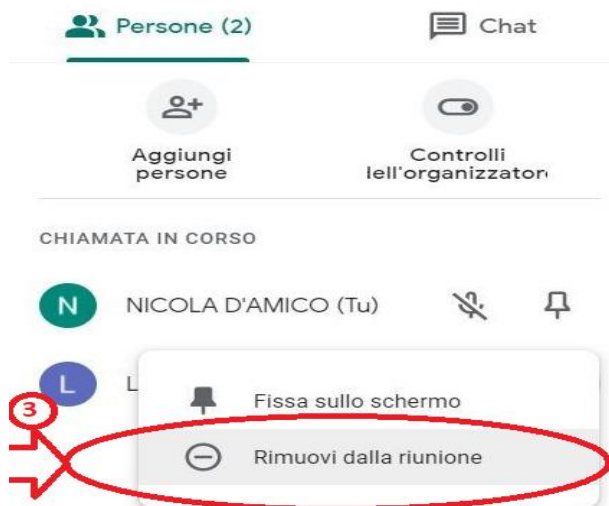 Persone (2)
Chat
Aggiungi
persone
Controlli
lell'organizzator
CHIAMATA IN CORSO
N
NICOLA D'AMICO (Tu)
L
L
3
Fissa sullo schermo
Rimuovi dalla riunione